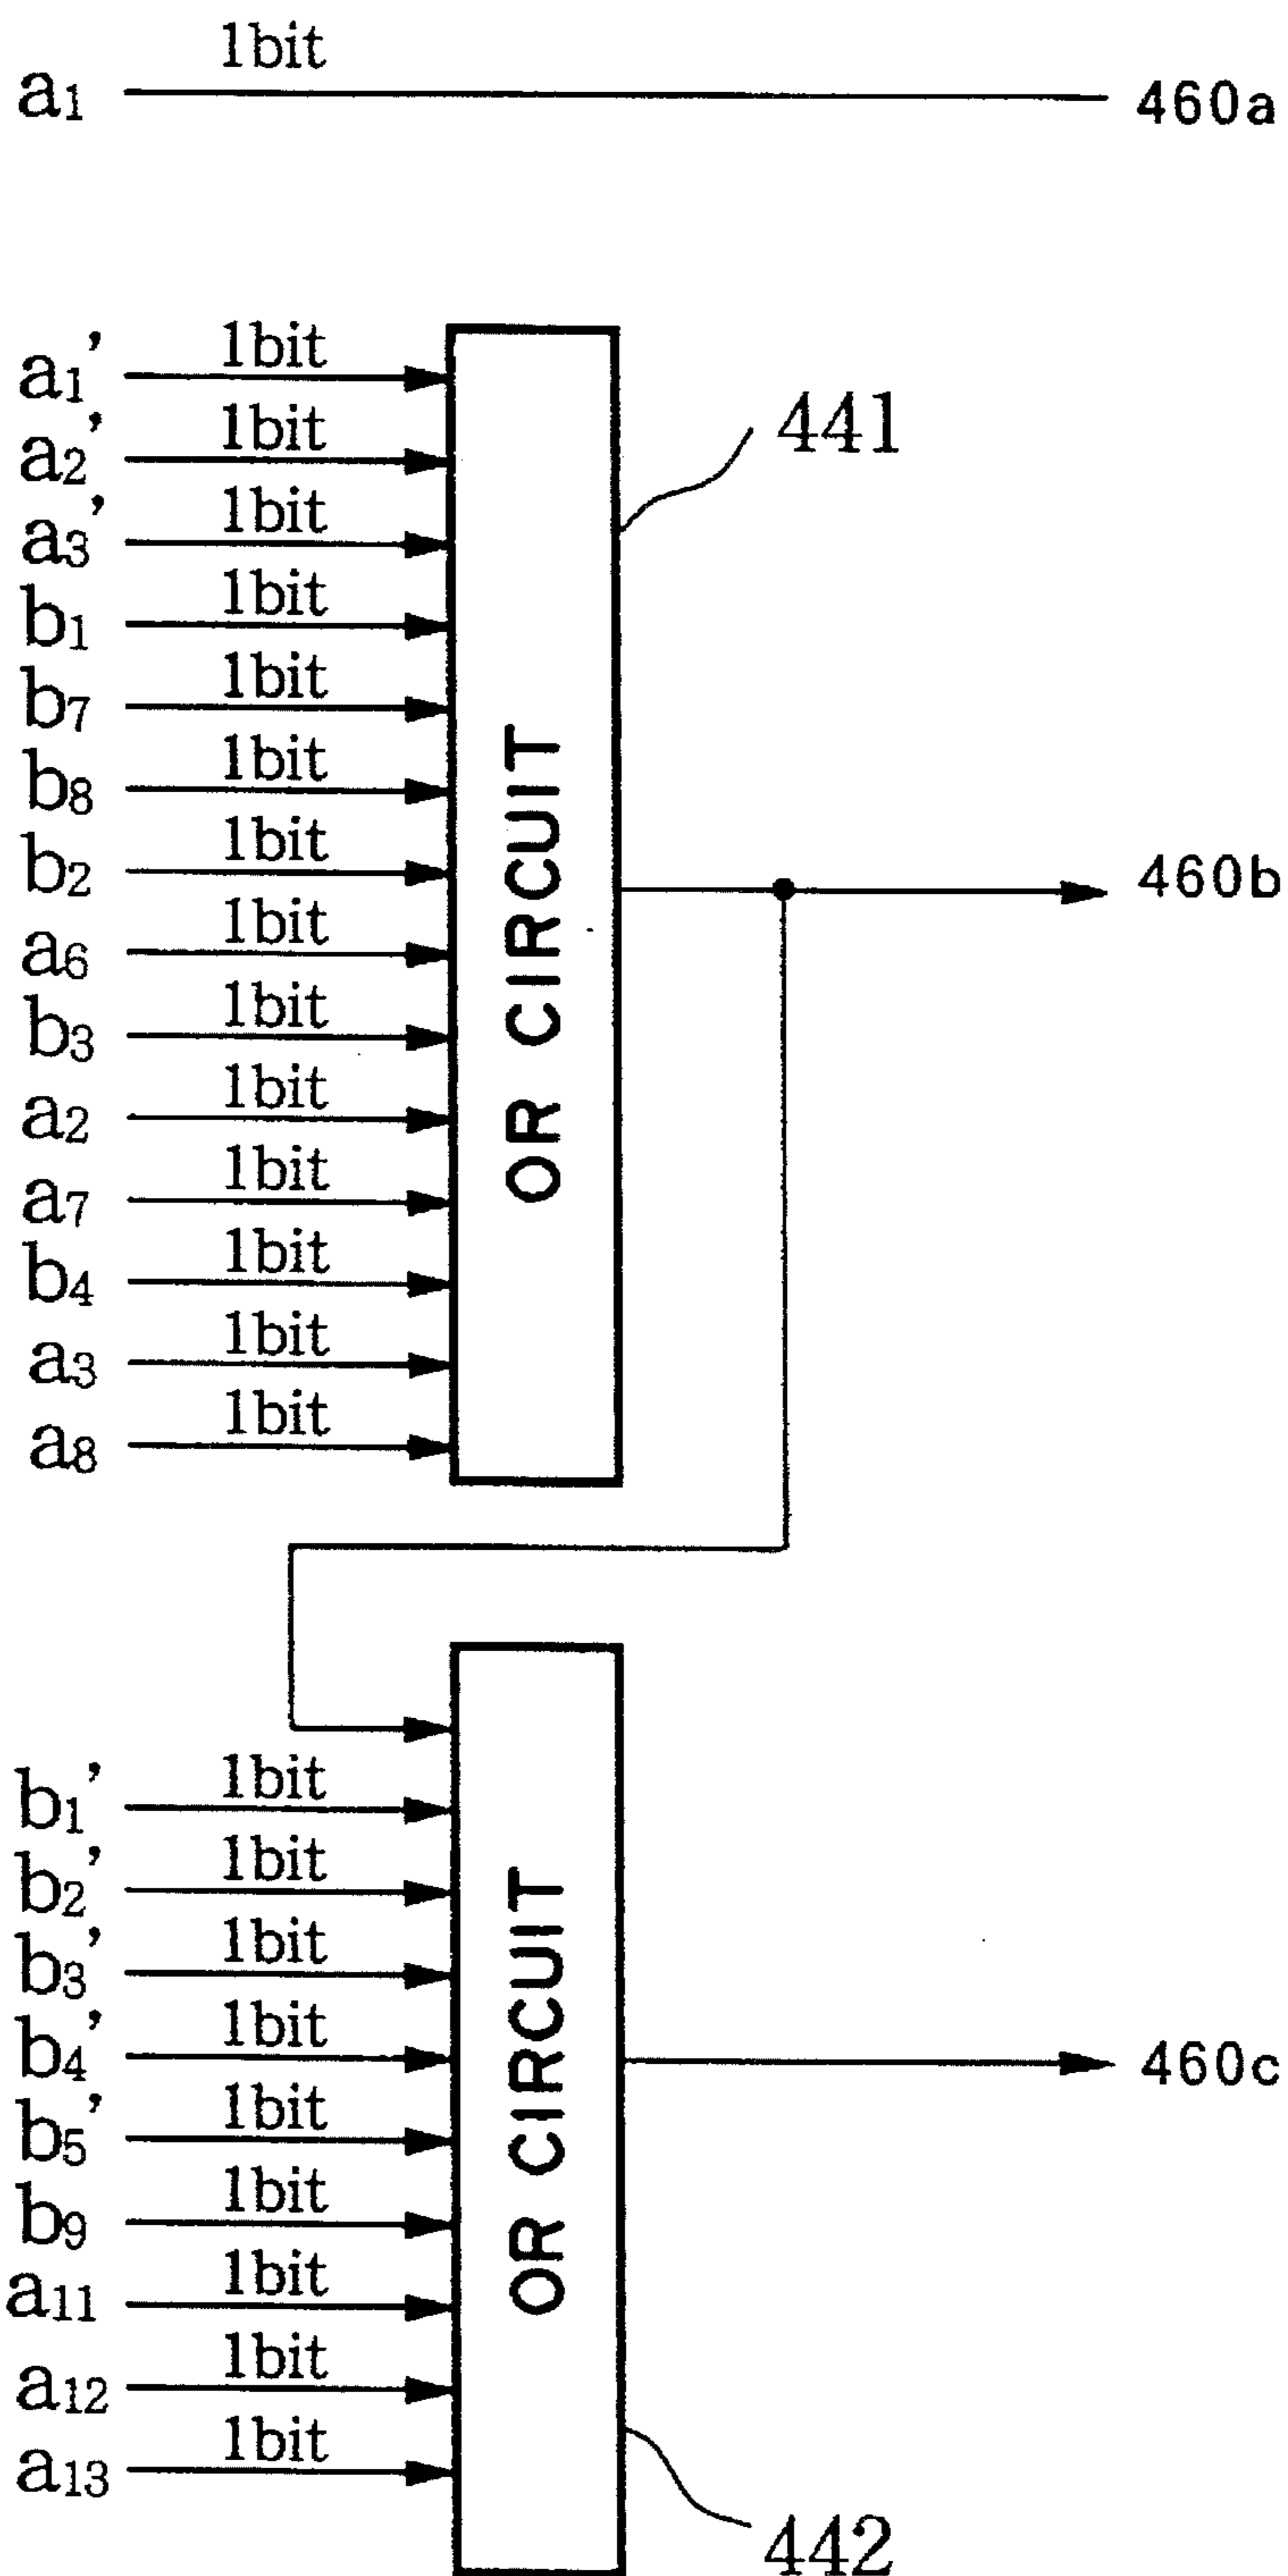 1bit
a₁ 460a
1bit
a₁'
1bit
a₂' 441
1bit
a₃'
1bit
b₁
1bit
b₇
1bit
b₈
1bit
b₂ 460b
1bit
a₆
1bit
b₃
1bit
a₂
1bit
a₇
1bit
b₄
1bit
a₃
1bit
a₈
OR CIRCUIT
1bit
b₁'
1bit
b₂'
1bit
b₃'
1bit
b₄' 460c
1bit
b₅'
1bit
b₉
1bit
a₁₁
1bit
a₁₂
1bit
a₁₃
OR CIRCUIT
442